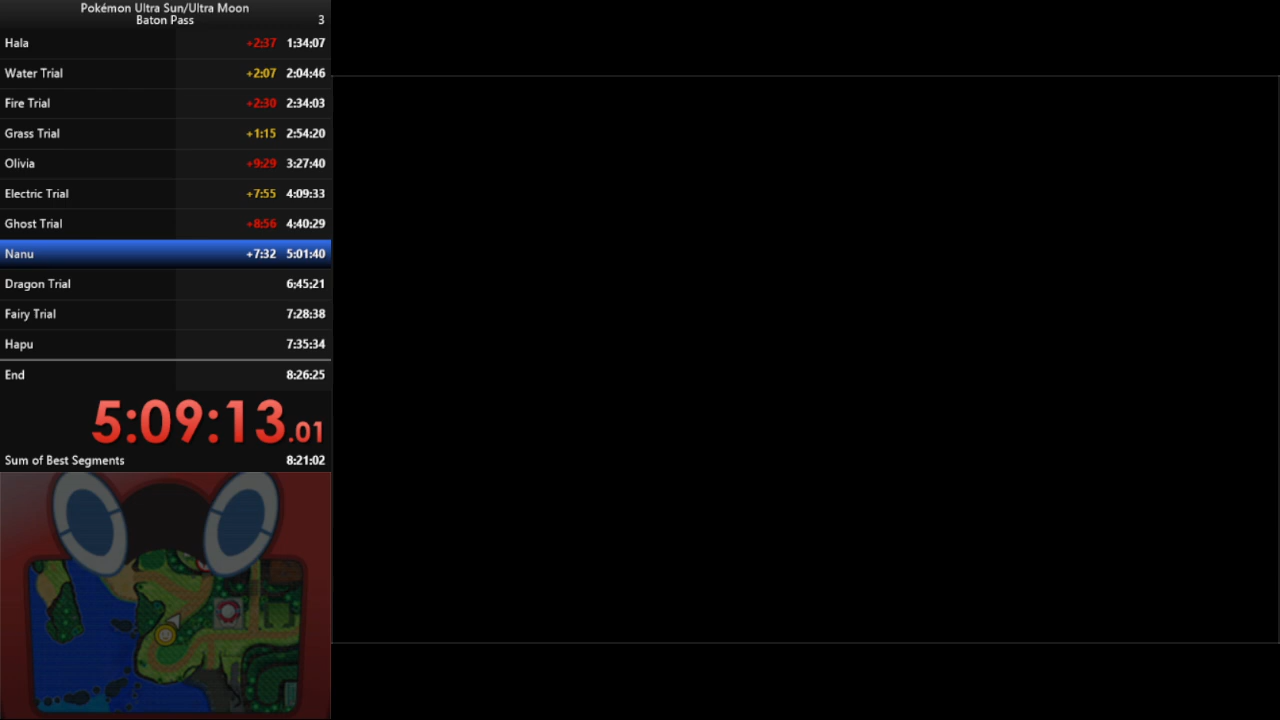 Pokémon Ultra Sun/Ultra Moon
Baton Pass 3
Hala +2:37 1:34:07
Water Trial +2:07 2:04:46
Fire Trial +2:30 2:34:03
Grass Trial +1:15 2:54:20
Olivia +9:29 3:27:40
Electric Trial +7:55 4:09:33
Ghost Trial +8:56 4:40:29
Nanu +7:32 5:01:40
Dragon Trial 6:45:21
Fairy Trial 7:28:38
Hapu 7:35:34
End 8:26:25
5:09:13.01
Sum of Best Segments 8:21:02